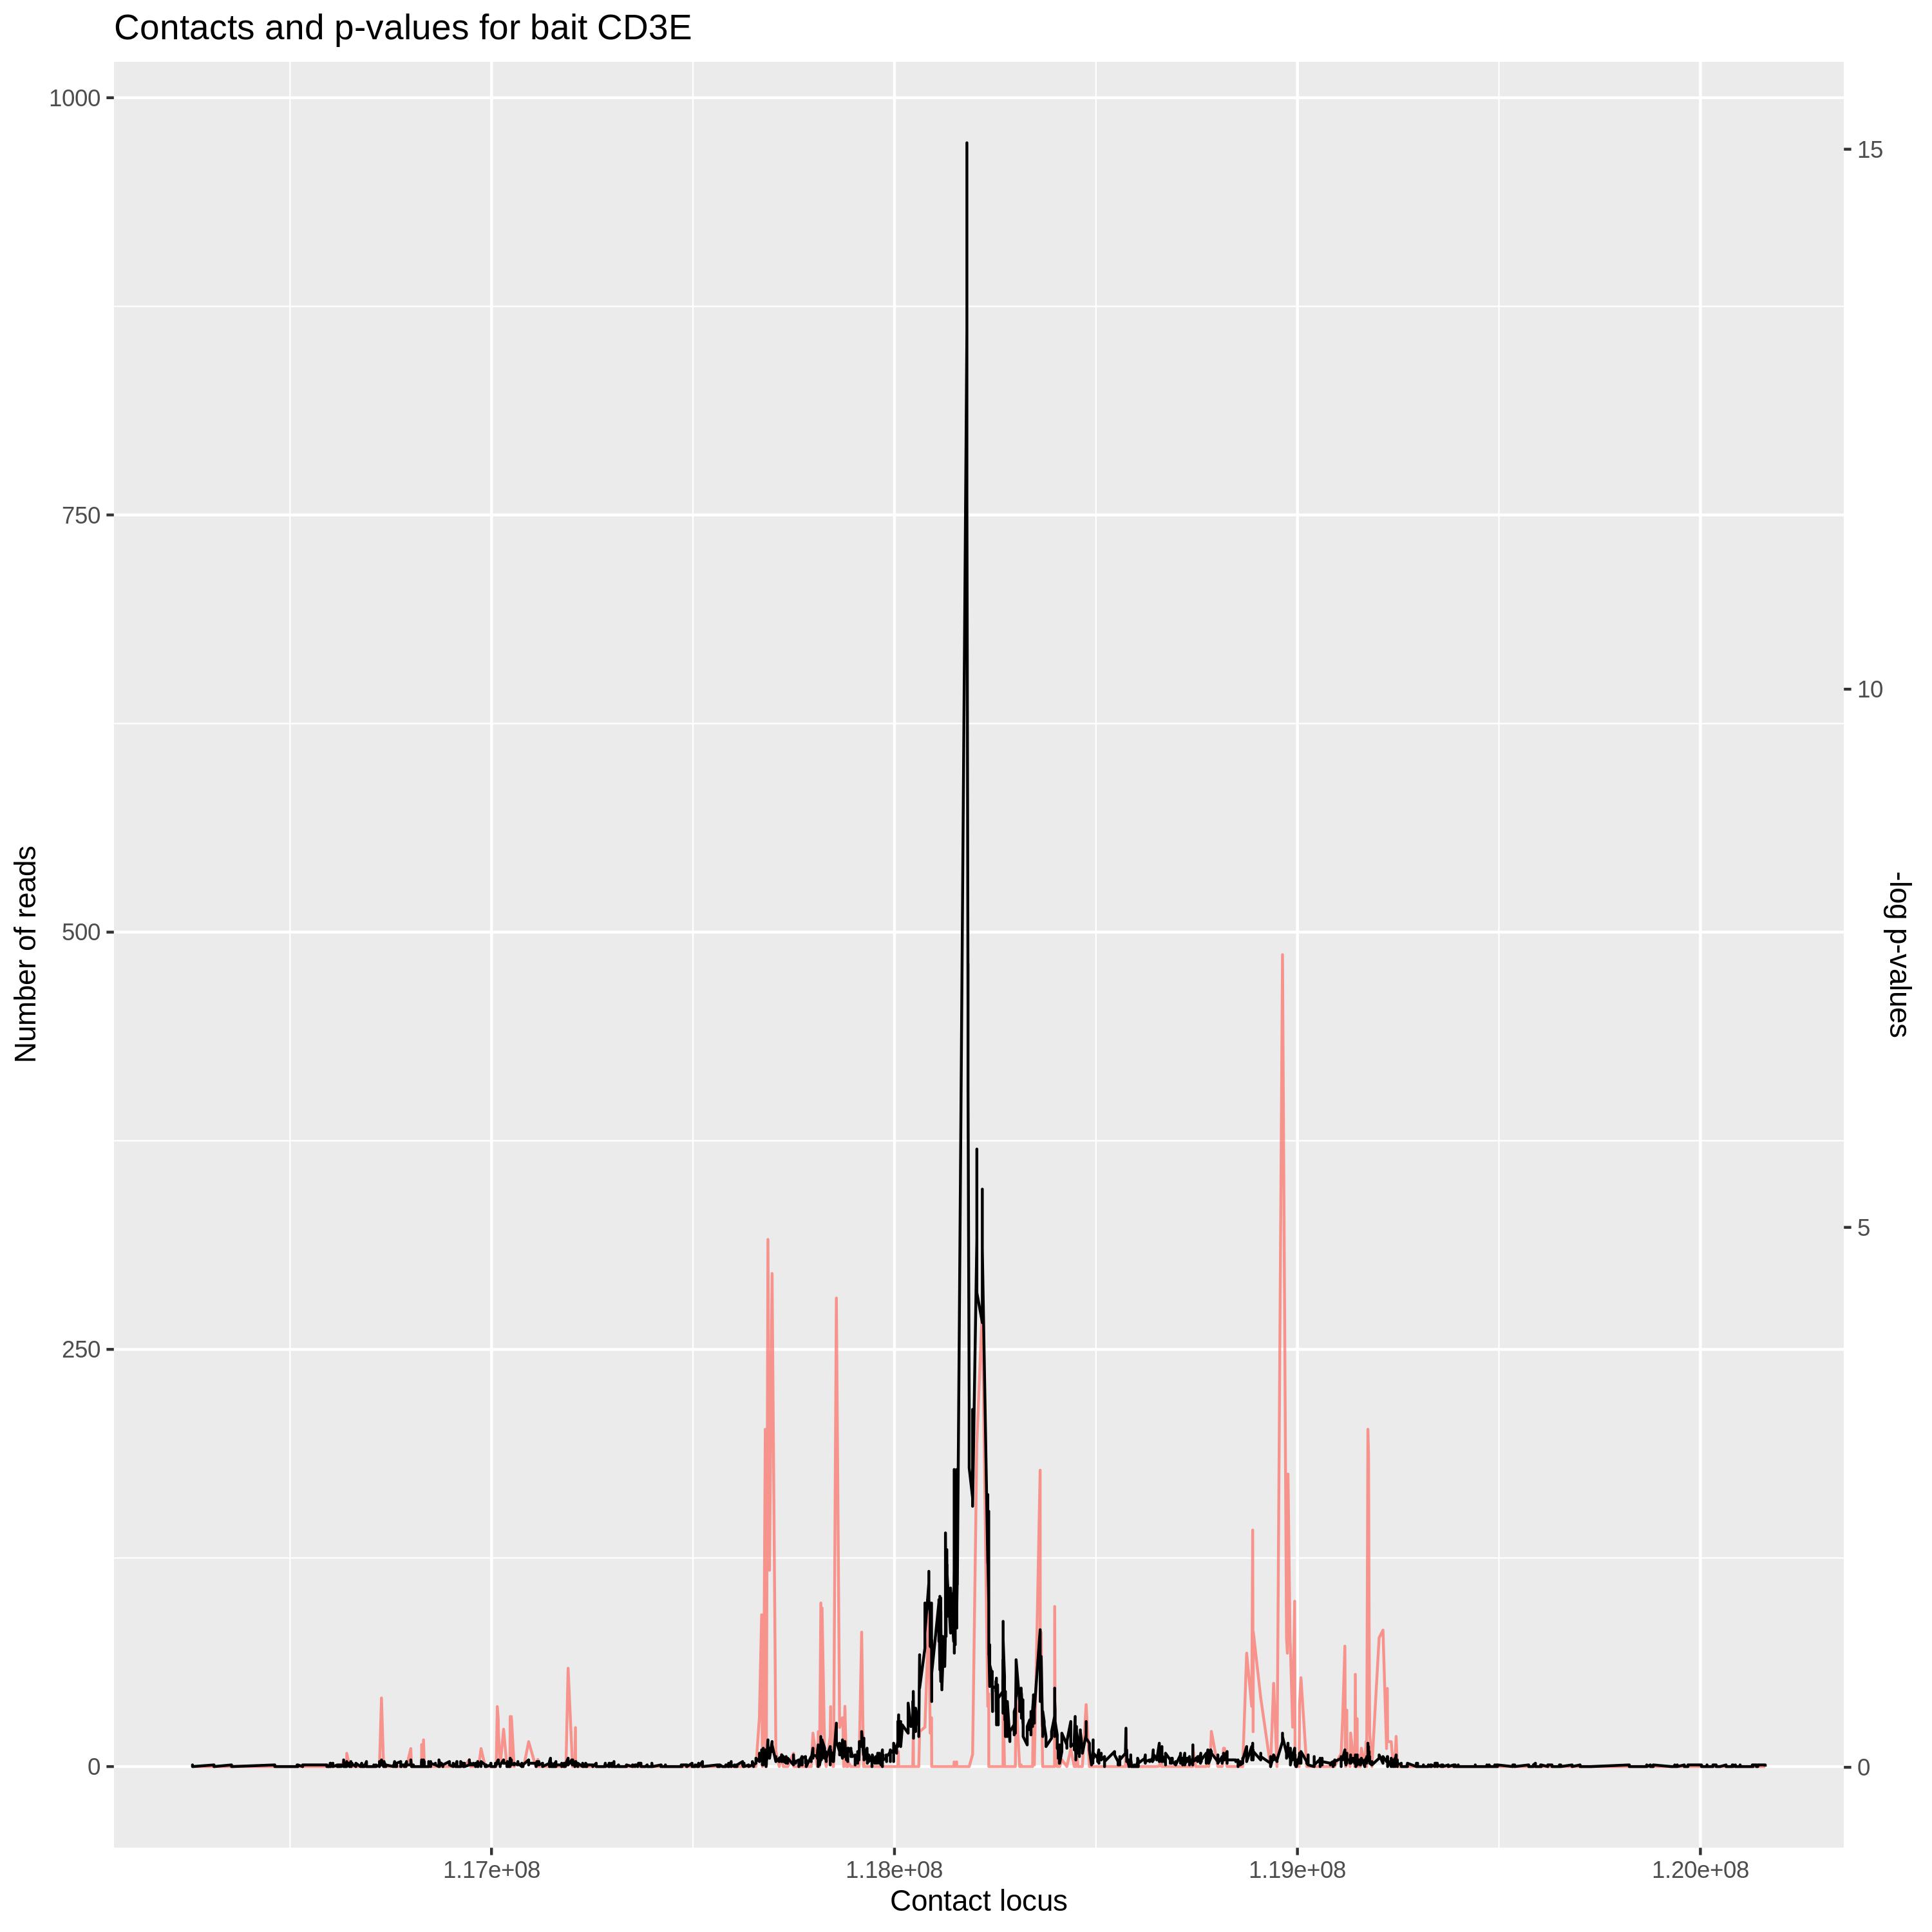 Contacts and p-values for bait CD3E
1000
750
500
250
0
Number of reads
15
10
5
0
-log p-values
1.17e+08
1.18e+08
1.19e+08
1.20e+08
Contact locus